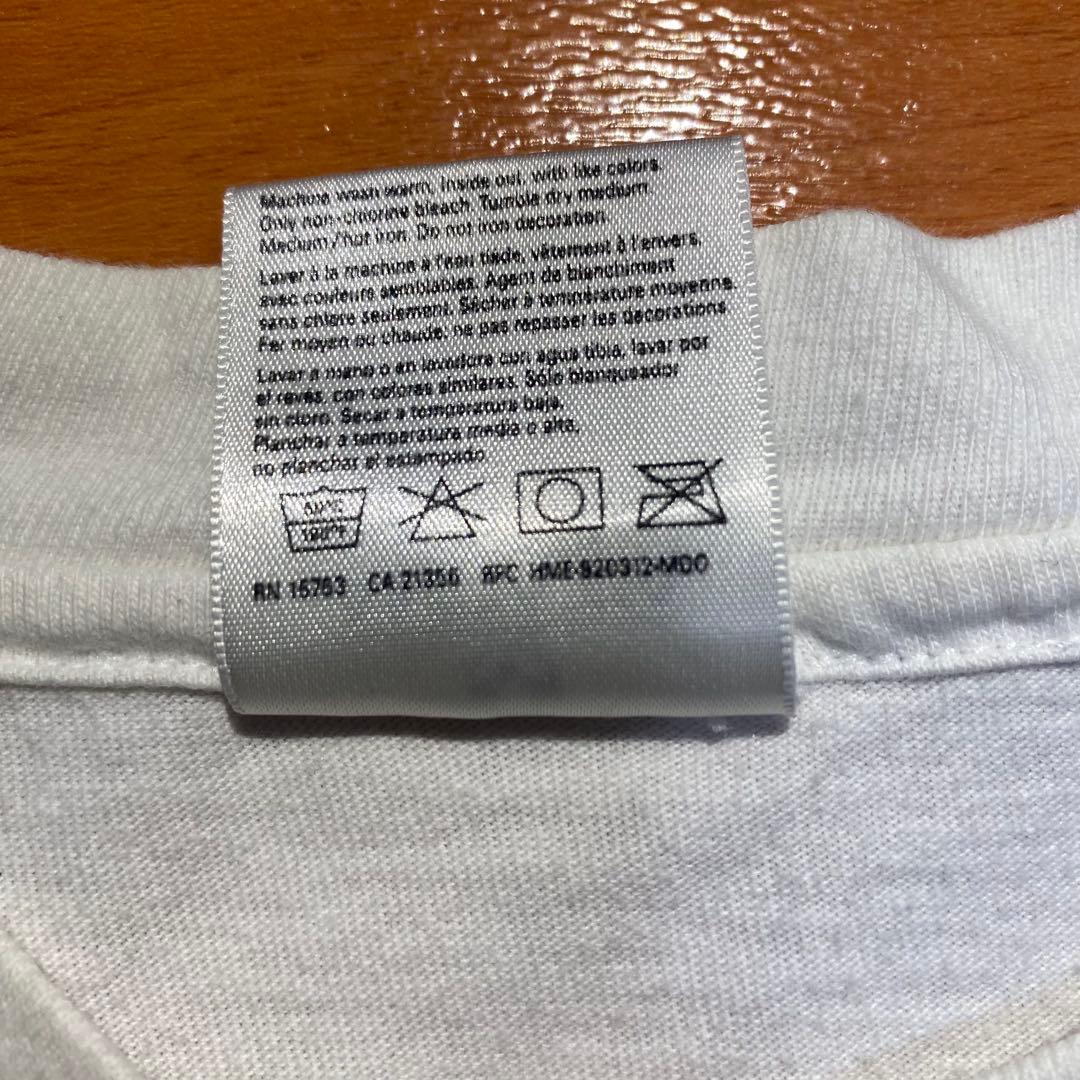 Machine wash warm, inside out, with like colors.
Only non-chlorine bleach. Tumble dry medium.
Medium/hot iron. Do not iron decoration.
Laver à la machine à l'eau tiède, vêtement à l'envers,
avec couleurs semblables. Agent de blanchiment
sans chlore seulement. Sécher à température moyenne.
Fer moyen ou chaude, ne pas repasser les décorations.
Lavar a mano o en lavadora con agua tibia, lavar por
el revés, con colores similares. Sólo blanqueador
sin cloro. Secar a temperatura baja.
Planchar a temperatura media o alta,
no planchar el estampado.
RN 15763 CA 21356 RPC HME-920312-MDO